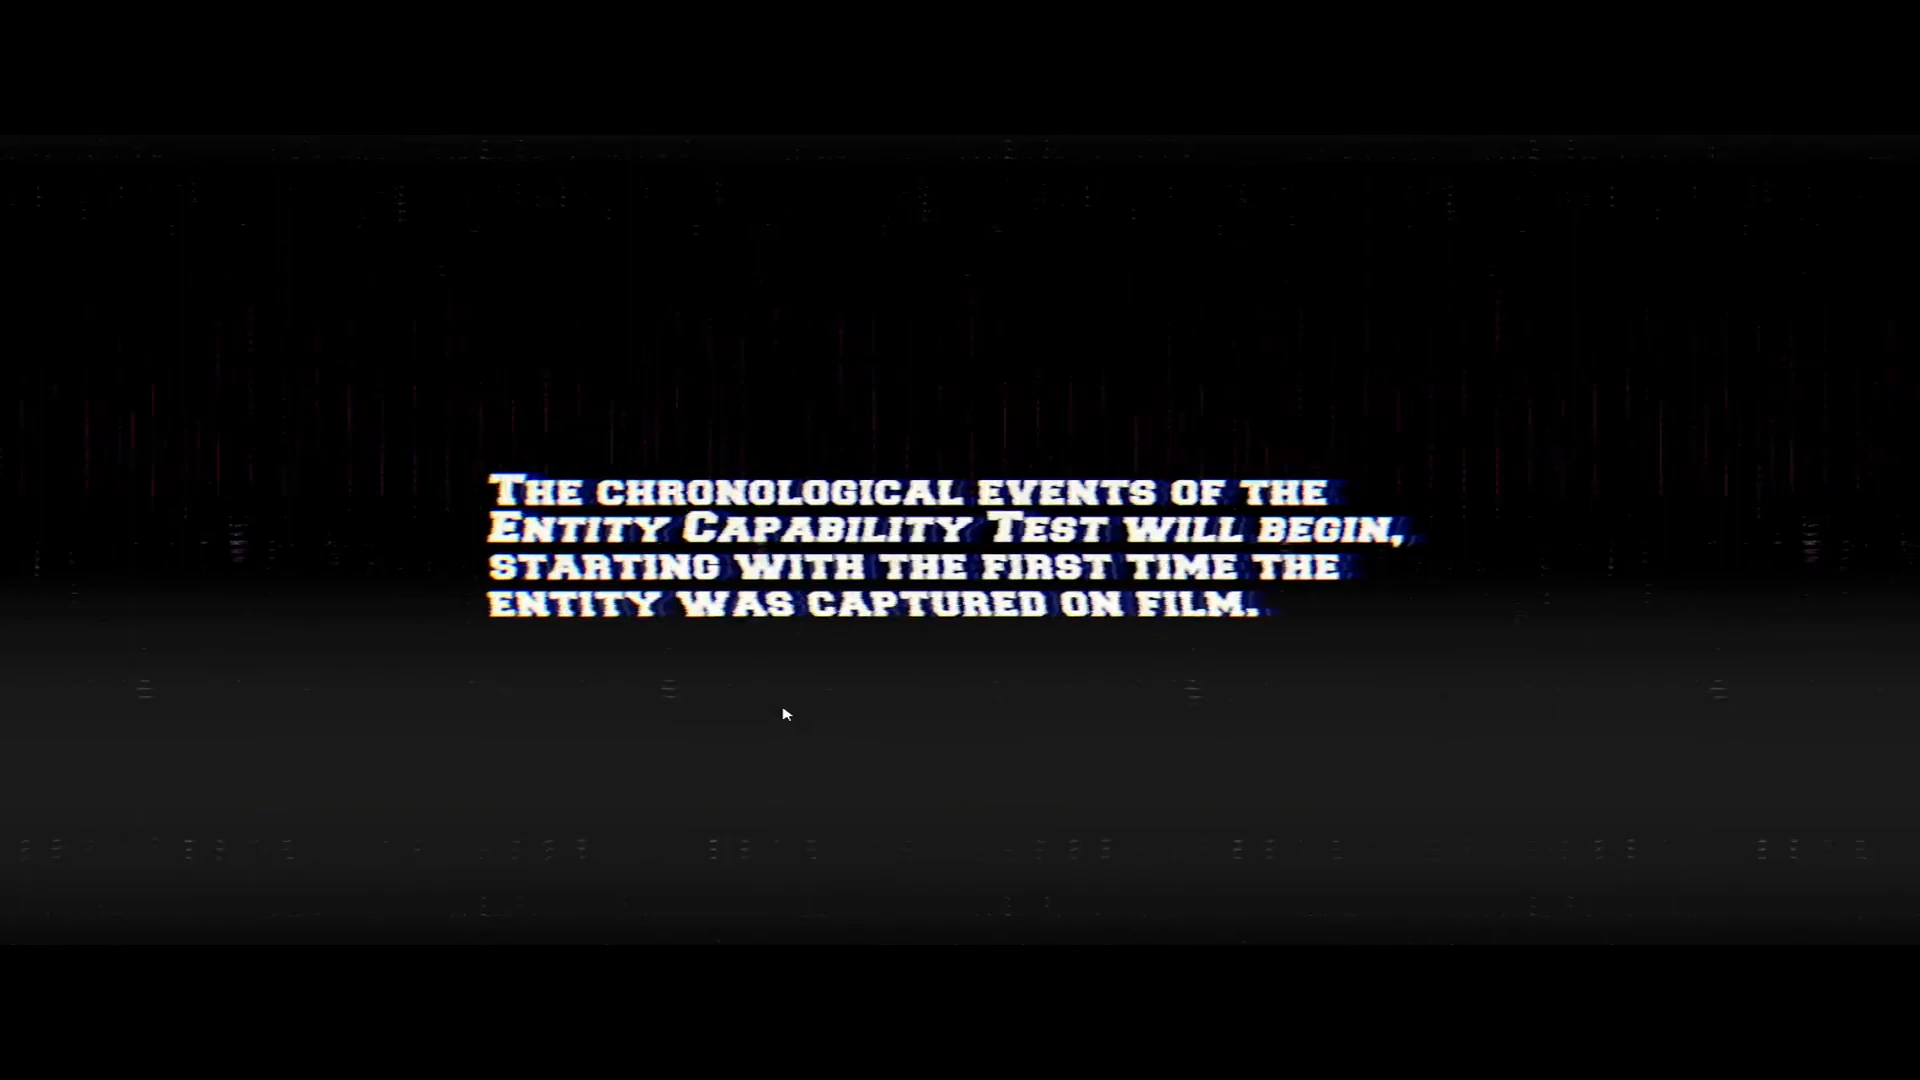 The chronological events of the
Entity Capability Test will begin,
starting with the first time the
entity was captured on film.